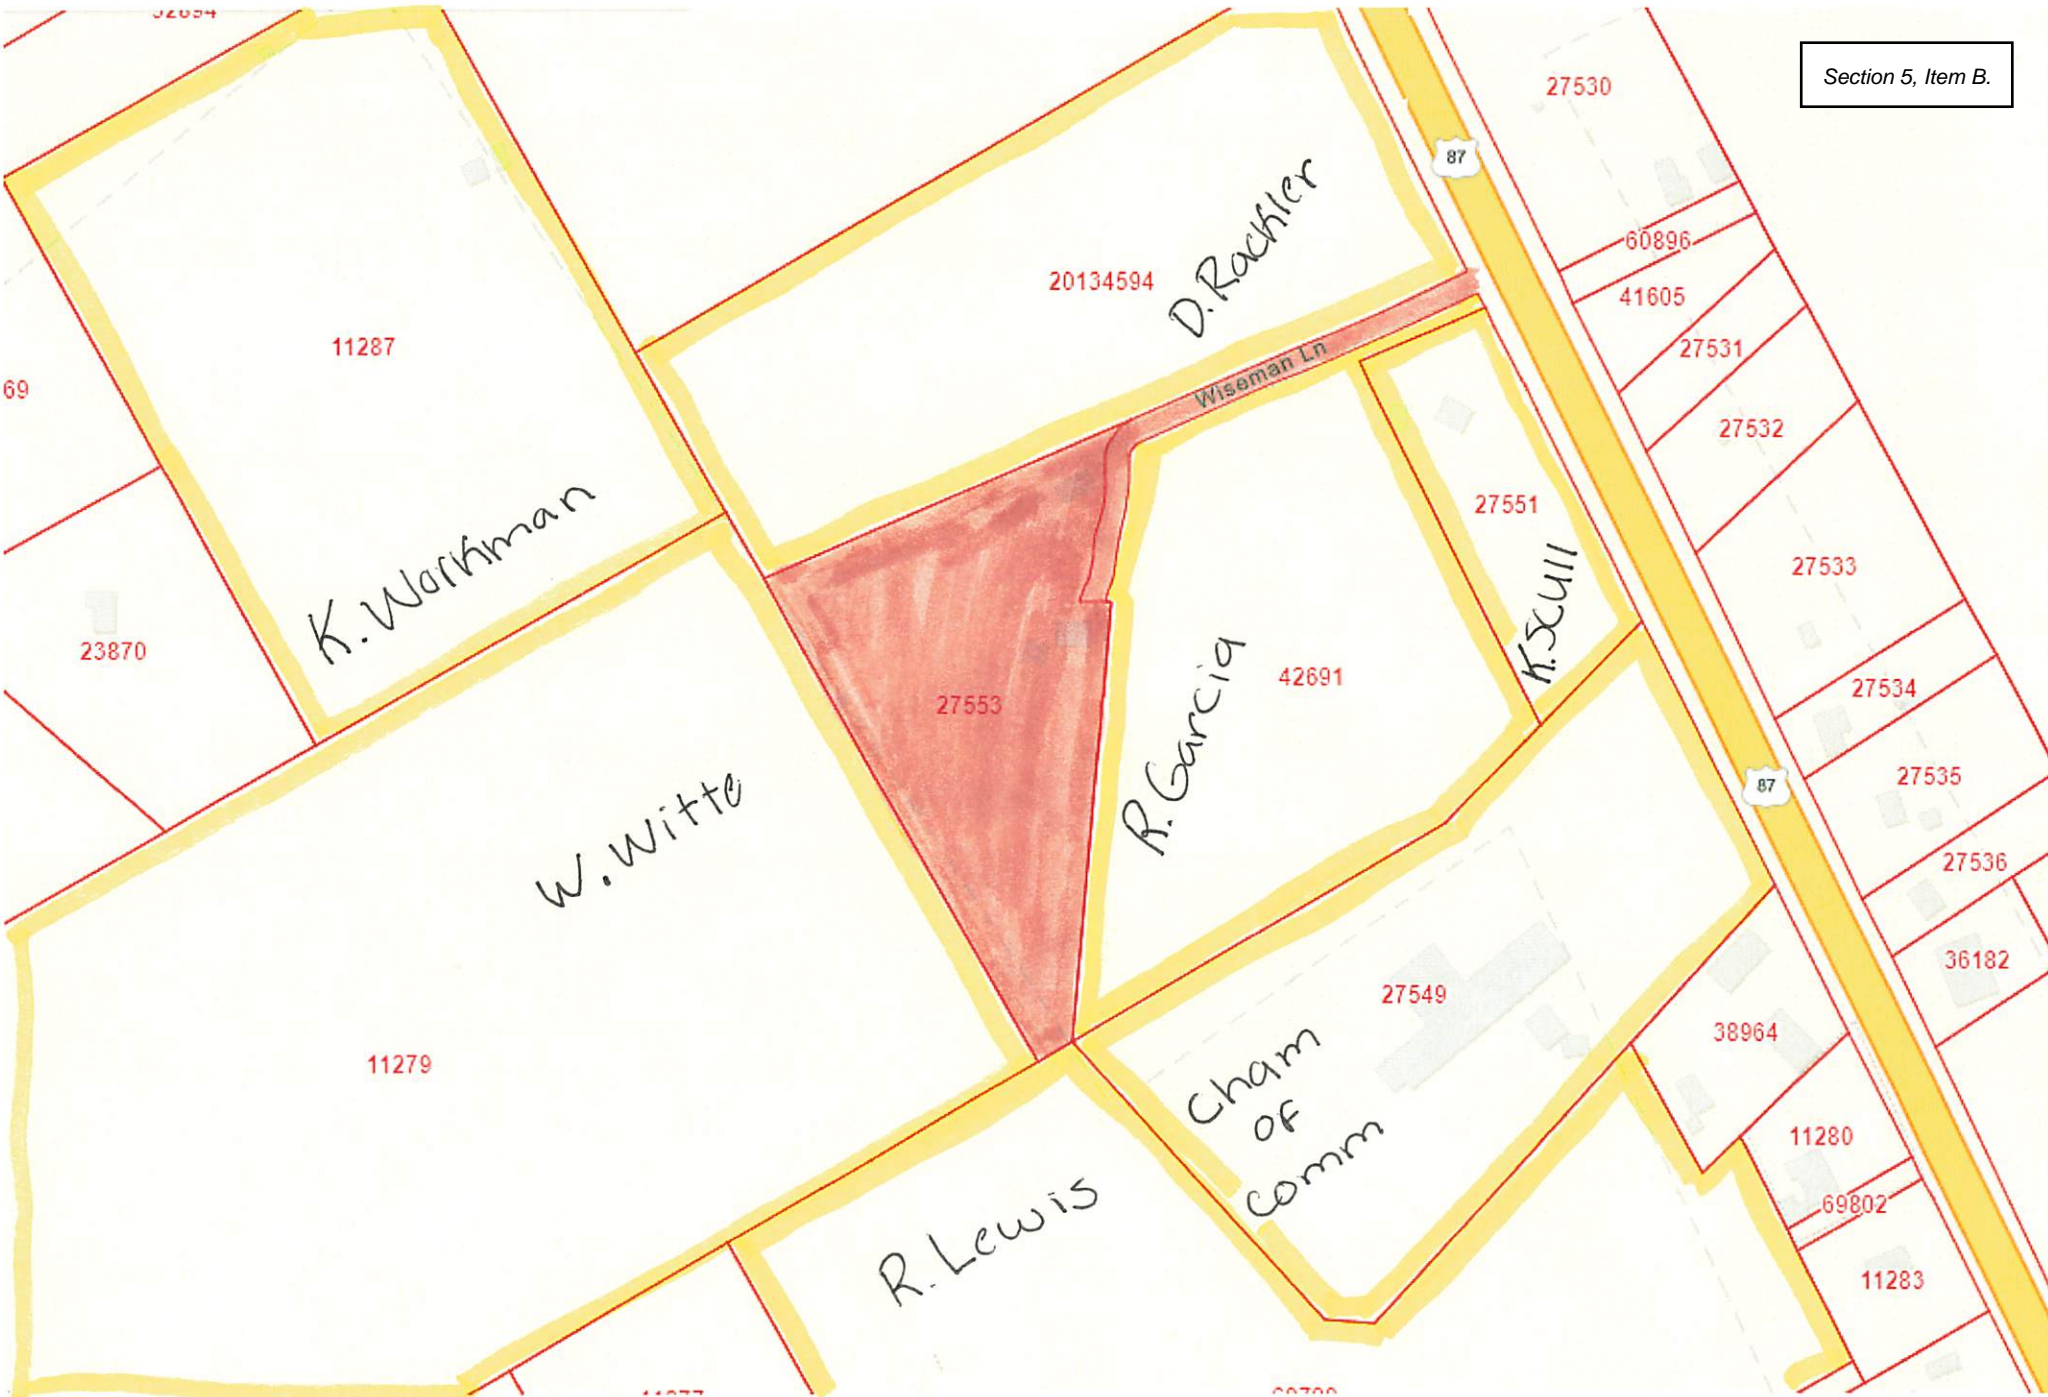 Section 5, Item B.
27530
87
60896
20134594
D. Rackler
41605
11287
27531
69
Wiseman Ln
27532
K. Workman
27551
27533
K. Scull
23870
R. Garcia
42691
27534
27553
W. Witte
87
27535
27536
36182
27549
38964
11279
Cham
of
Comm
11280
R. Lewis
69802
11283